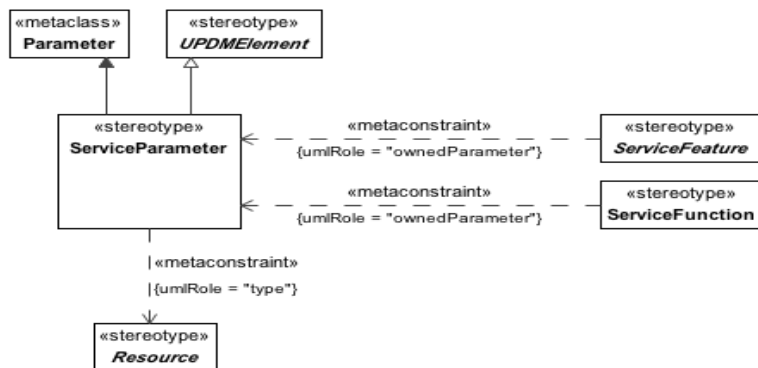 «metaclass»
Parameter
«stereotype»
UPDMElement
«stereotype»
ServiceParameter
«metaconstraint»
{umlRole = "ownedParameter"}
«stereotype»
ServiceFeature
«metaconstraint»
{umlRole = "ownedParameter"}
«stereotype»
ServiceFunction
«metaconstraint»
{umlRole = "type"}
«stereotype»
Resource